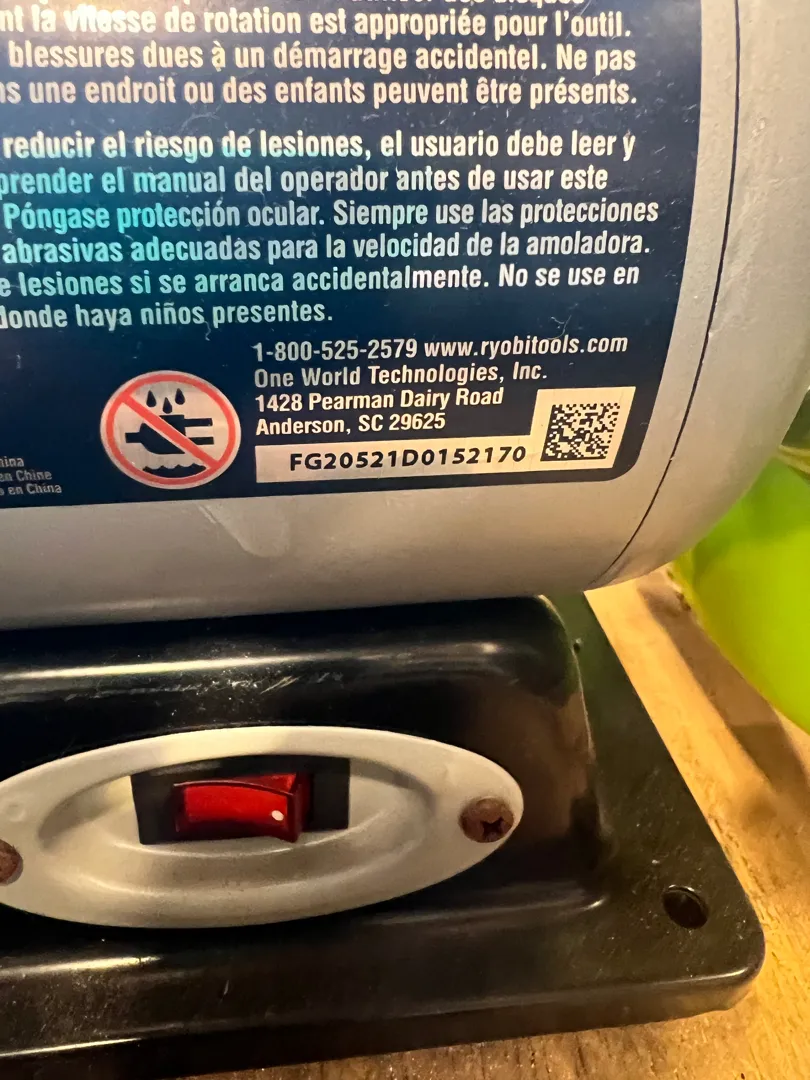 la vitesse de rotation est appropriée pour l'outil.
blessures dues à un démarrage accidentel. Ne pas
une endroit ou des enfants peuvent être présents.
reducir el riesgo de lesiones, el usuario debe leer y
el manual del operador antes de usar este
Póngase protección ocular. Siempre use las protecciones
abrasivas adecuadas para la velocidad de la amoladora.
lesiones si se arranca accidentalmente. No se use en
donde haya niños presentes.
1-800-525-2579 www.ryobitools.com
One World Technologies, Inc.
1428 Pearman Dairy Road
Anderson, SC 29625
FG20521D0152170
en Chine
en China